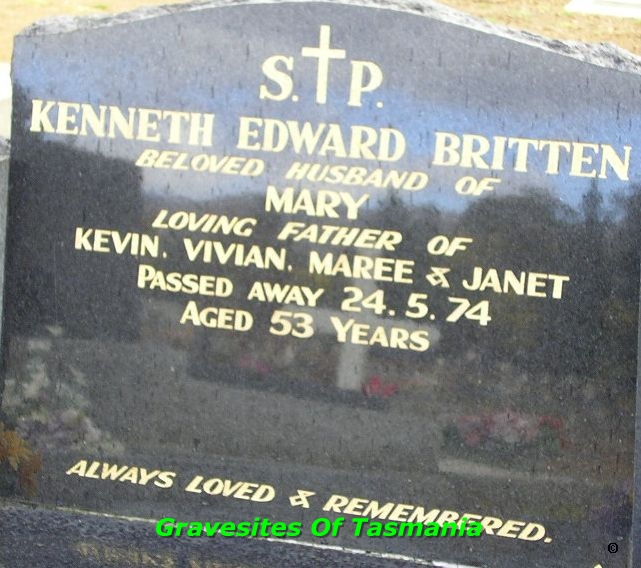 S. P.
KENNETH EDWARD BRITTEN
BELOVED HUSBAND OF
MARY
LOVING FATHER OF
KEVIN, VIVIAN, MAREE & JANET
PASSED AWAY 24.5.74
AGED 53 YEARS
ALWAYS LOVED & REMEMBERED.
Gravesites Of Tasmania
©